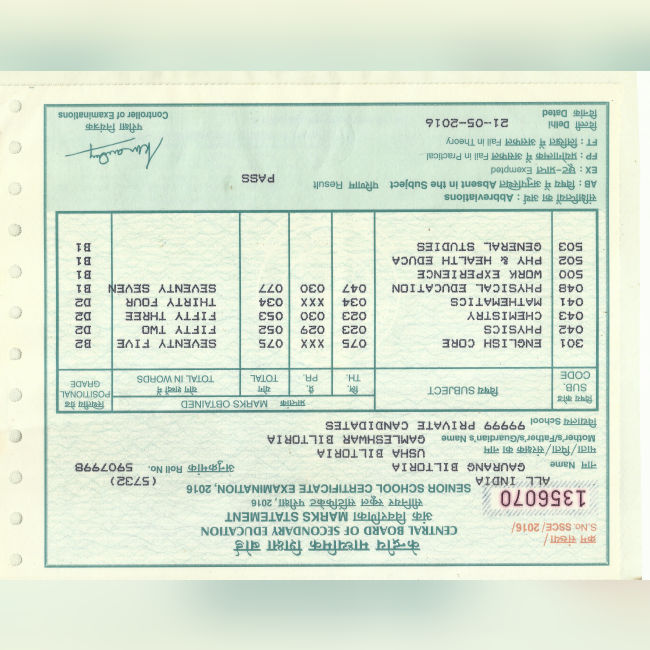 क्रम संख्या/
S.No. SSCE/2016/
1356070
केन्द्रीय माध्यमिक शिक्षा बोर्ड
CENTRAL BOARD OF SECONDARY EDUCATION
अंक विवरणिका MARKS STATEMENT
सीनियर स्कूल सर्टिफिकेट परीक्षा, 2016
SENIOR SCHOOL CERTIFICATE EXAMINATION, 2016
ALL INDIA (5732)
नाम Name GAURANG BILTORIA अनुक्रमांक Roll No. 5907998
माता/पिता/संरक्षक का नाम USHA BILTORIA
Mother's/Father's/Guardian's Name GAMLESHWAR BILTORIA
विद्यालय School 99999 PRIVATE CANDIDATES
विषय कोड SUB. CODE विषय SUBJECT प्राप्तांक MARKS OBTAINED स्थितीय ग्रेड POSITIONAL GRADE
लि. TH. प्रै. PR. योग TOTAL योग शब्दों में TOTAL IN WORDS
301 ENGLISH CORE 075 XXX 075 SEVENTY FIVE B2
042 PHYSICS 023 029 052 FIFTY TWO D2
043 CHEMISTRY 023 030 053 FIFTY THREE D2
041 MATHEMATICS 034 XXX 034 THIRTY FOUR D2
048 PHYSICAL EDUCATION 047 030 077 SEVENTY SEVEN B1
500 WORK EXPERIENCE B1
502 PHY & HEALTH EDUCA B1
503 GENERAL STUDIES B1
संक्षिप्तियों का अर्थ : Abbreviations :
AB : विषय में अनुपस्थित Absent in the Subject परिणाम Result PASS
EX : छूट-प्राप्त Exempted
FP : प्रयोगात्मक में असफल Fail in Practical
FT : लिखित में असफल Fail in Theory
दिल्ली Delhi
दिनांक Dated 21-05-2016
परीक्षा नियंत्रक
Controller of Examinations